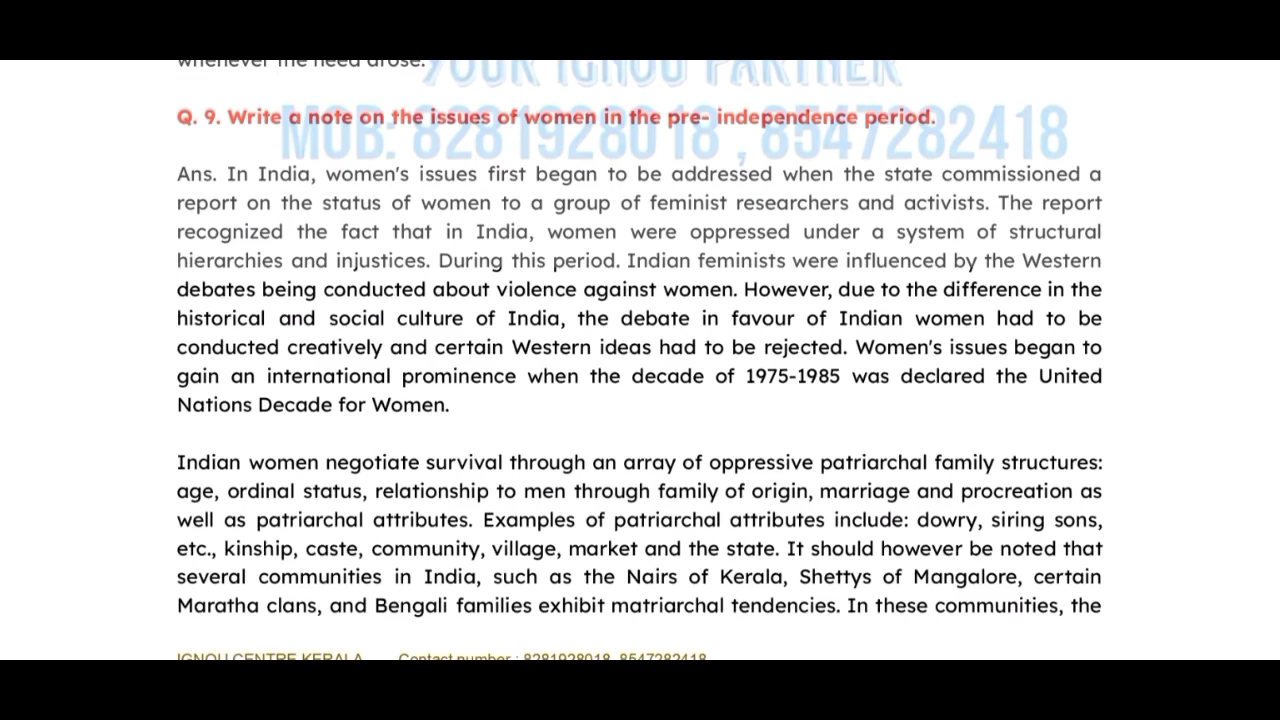 whenever the need arose.
YOUR IGNOU PARTNER
Q. 9. Write a note on the issues of women in the pre- independence period.
MOB: 8281928018 , 8547282418
Ans. In India, women's issues first began to be addressed when the state commissioned a
report on the status of women to a group of feminist researchers and activists. The report
recognized the fact that in India, women were oppressed under a system of structural
hierarchies and injustices. During this period. Indian feminists were influenced by the Western
debates being conducted about violence against women. However, due to the difference in the
historical and social culture of India, the debate in favour of Indian women had to be
conducted creatively and certain Western ideas had to be rejected. Women's issues began to
gain an international prominence when the decade of 1975-1985 was declared the United
Nations Decade for Women.
Indian women negotiate survival through an array of oppressive patriarchal family structures:
age, ordinal status, relationship to men through family of origin, marriage and procreation as
well as patriarchal attributes. Examples of patriarchal attributes include: dowry, siring sons,
etc., kinship, caste, community, village, market and the state. It should however be noted that
several communities in India, such as the Nairs of Kerala, Shettys of Mangalore, certain
Maratha clans, and Bengali families exhibit matriarchal tendencies. In these communities, the
IGNOU CENTRE KERALA Contact number : 8281928018, 8547282418